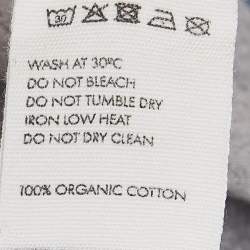 30
WASH AT 30°C
DO NOT BLEACH
DO NOT TUMBLE DRY
IRON LOW HEAT
DO NOT DRY CLEAN
100% ORGANIC COTTON